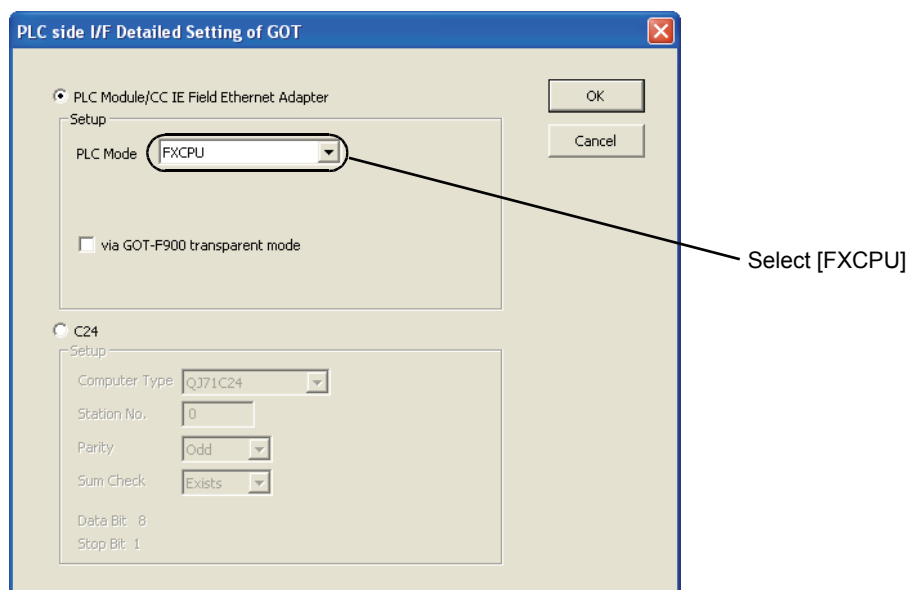 PLC side I/F Detailed Setting of GOT
PLC Module/CC IE Field Ethernet Adapter
OK
Setup
Cancel
PLC Mode FXCPU
via GOT-F900 transparent mode
Select [FXCPU]
C24
Setup
Computer Type QJ71C24
Station No. 0
Parity Odd
Sum Check Exists
Data Bit 8
Stop Bit 1